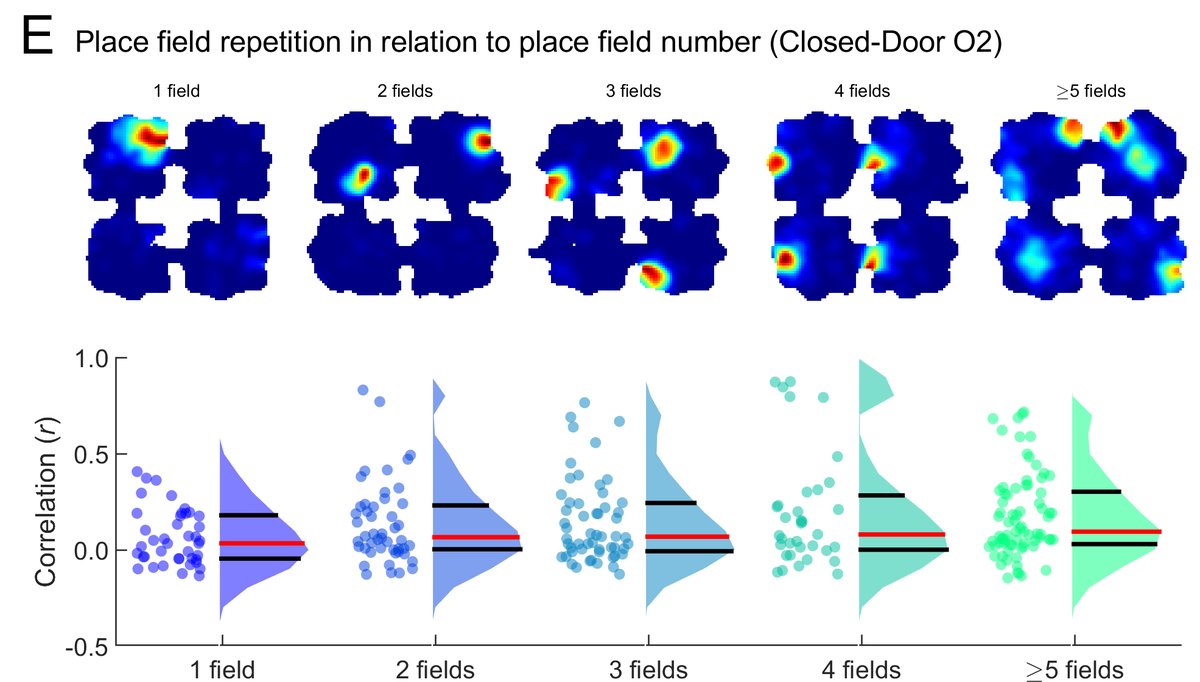 E Place field repetition in relation to place field number (Closed-Door O2)
1 field 2 fields 3 fields 4 fields ≥5 fields
1.0
0.5
0.0
-0.5
Correlation (r)
1 field 2 fields 3 fields 4 fields ≥5 fields